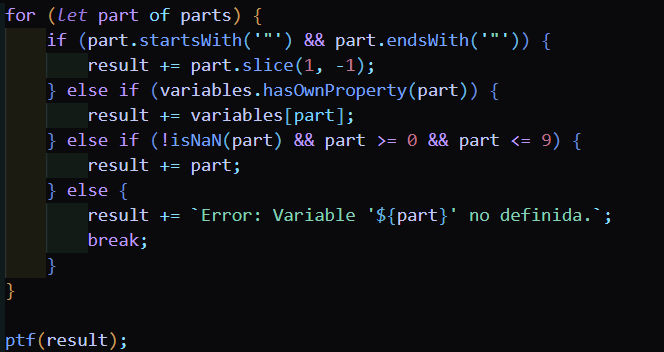 for (let part of parts) {
    if (part.startsWith('"') && part.endsWith('"')) {
        result += part.slice(1, -1);
    } else if (variables.hasOwnProperty(part)) {
        result += variables[part];
    } else if (!isNaN(part) && part >= 0 && part <= 9) {
        result += part;
    } else {
        result += `Error: Variable '${part}' no definida.`;
        break;
    }
}

ptf(result);